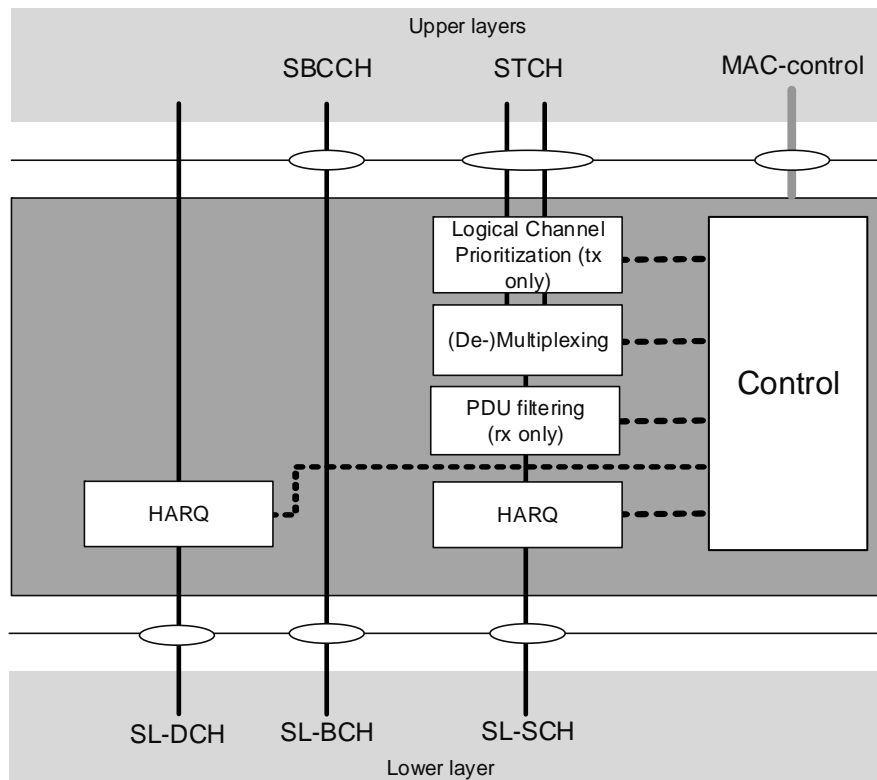 Upper layers
SBCCH
STCH
MAC-control
Logical Channel
Prioritization (tx
only)
(De-)Multiplexing
Control
PDU filtering
(rx only)
HARQ
HARQ
SL-DCH
SL-BCH
SL-SCH
Lower layer